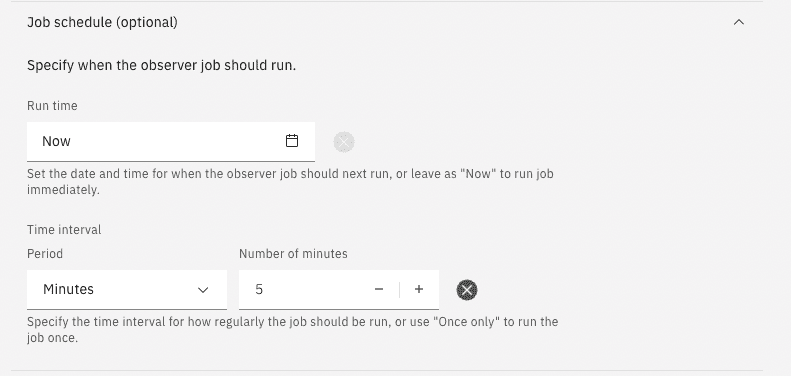 Job schedule (optional)
Specify when the observer job should run.
Run time
Now
Set the date and time for when the observer job should next run, or leave as "Now" to run job
immediately.
Time interval
Period
Number of minutes
Minutes
5
Specify the time interval for how regularly the job should be run, or use "Once only" to run the
job once.